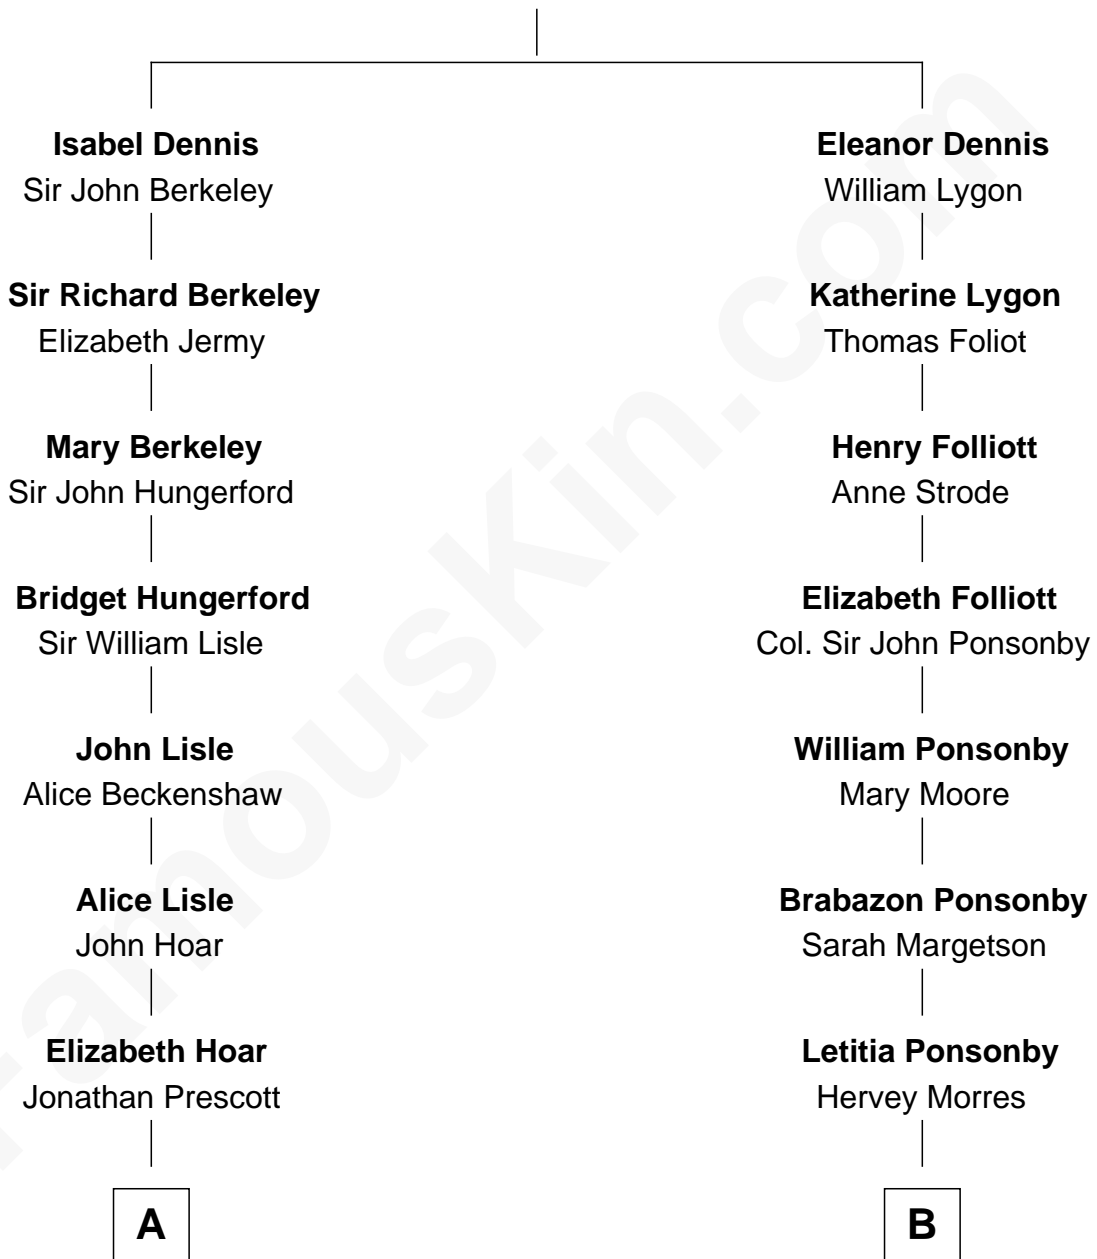 Isabel Dennis
Sir John Berkeley
Eleanor Dennis
William Lygon
Sir Richard Berkeley
Elizabeth Jermy
Katherine Lygon
Thomas Foliot
Mary Berkeley
Sir John Hungerford
Henry Folliott
Anne Strode
Bridget Hungerford
Sir William Lisle
Elizabeth Folliott
Col. Sir John Ponsonby
John Lisle
Alice Beckenshaw
William Ponsonby
Mary Moore
Alice Lisle
John Hoar
Brabazon Ponsonby
Sarah Margetson
Elizabeth Hoar
Jonathan Prescott
Letitia Ponsonby
Hervey Morres
A
B
FamousKin.com